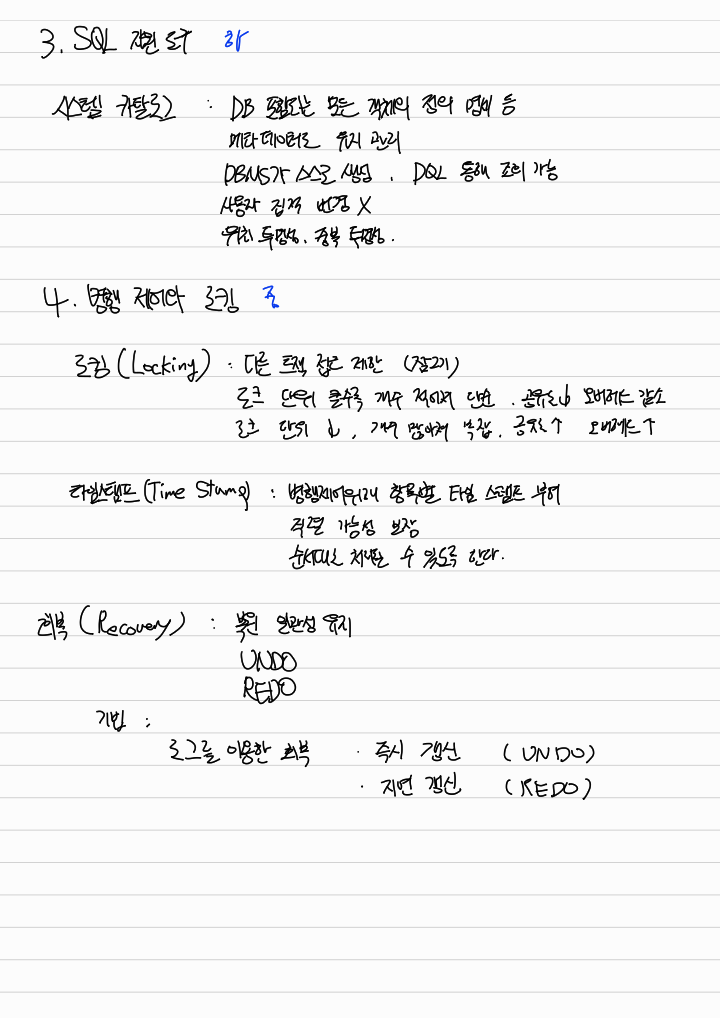 3. SQL 지원 도구 하
시스템 카탈로그 : DB 포함되는 모든 객체의 정의 명세 등
메타 데이터로 유지 관리
DBMS가 스스로 생성, DQL 통해 조회 가능
사용자 직접 변경 X
위치 투명성, 중복 투명성.
4. 병행 제어와 로킹 중
로킹 (Locking) : 다른 트랙 접근 제한 (잠그기)
로크 단위 클수록 개수 적어져 단순, 공유도↓ 오버헤드 감소
로크 단위 ↓, 개수 많아져 복잡, 공유도↑ 오버헤드↑
타임스탬프 (Time Stamp) : 병행제어위해 항목별로 타임 스탬프 부여
직렬 가능성 보장
순서대로 처리할 수 있도록 한다.
회복 (Recovery) : 복원 일관성 유지
UNDO
REDO
기법 :
로그를 이용한 회복 · 즉시 갱신 (UNDO)
· 지연 갱신 (REDO)